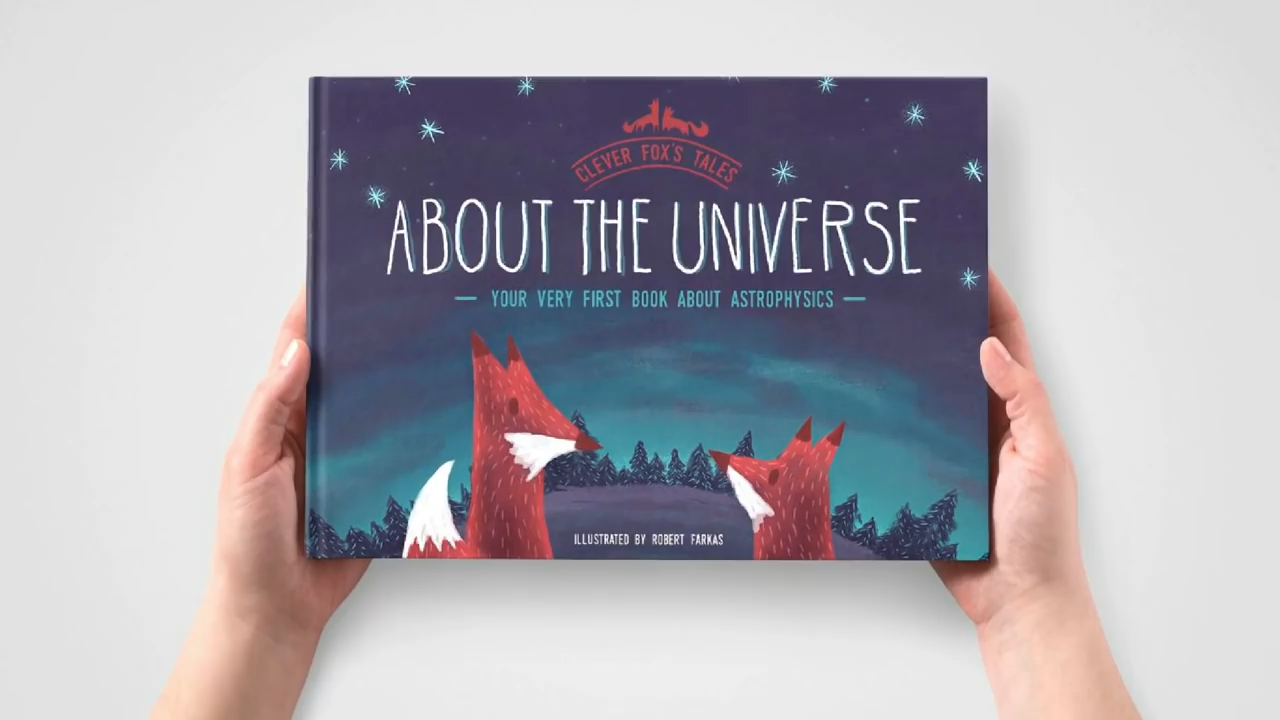 CLEVER FOX'S TALES
ABOUT THE UNIVERSE
YOUR VERY FIRST BOOK ABOUT ASTROPHYSICS
ILLUSTRATED BY ROBERT FARKAS